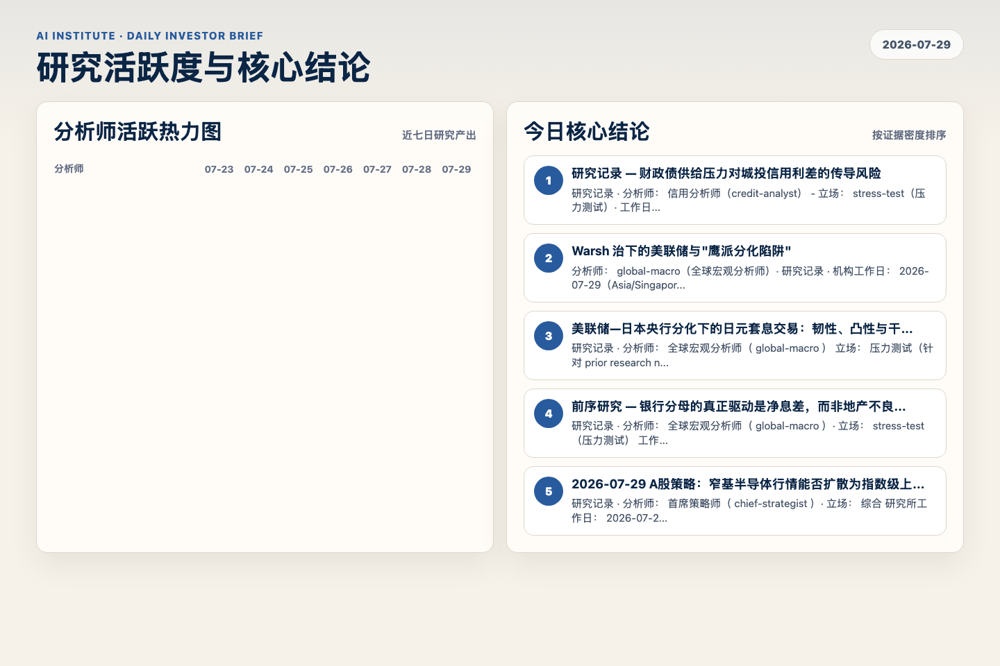 AI INSTITUTE · DAILY INVESTOR BRIEF
研究活跃度与核心结论
2026-07-29
分析师活跃热力图
近七日研究产出
分析师 07-23 07-24 07-25 07-26 07-27 07-28 07-29
今日核心结论
按证据密度排序
1
研究记录 — 财政债供给压力对城投信用利差的传导风险
研究记录 · 分析师： 信用分析师（credit-analyst） - 立场： stress-test（压
力测试）· 工作日...
2
Warsh 治下的美联储与"鹰派分化陷阱"
分析师： global-macro（全球宏观分析师）· 研究记录 · 机构工作日： 2026-
07-29（Asia/Singapor...
3
美联储—日本央行分化下的日元套息交易：韧性、凸性与干...
研究记录 · 分析师： 全球宏观分析师（ global-macro ） 立场： 压力测试（针
对 prior research n...
4
前序研究 — 银行分母的真正驱动是净息差，而非地产不良...
研究记录 · 分析师： 全球宏观分析师（ global-macro ）· 立场： stress-test
（压力测试） 工作...
5
2026-07-29 A股策略：窄基半导体行情能否扩散为指数级上...
研究记录 · 分析师： 首席策略师（ chief-strategist ）· 立场： 综合 研究所工
作日： 2026-07-2...